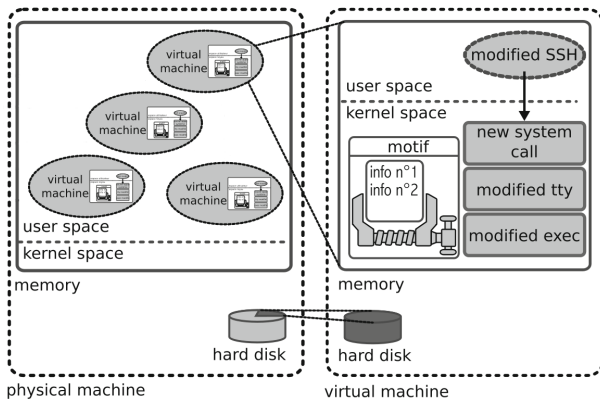 virtual
machine
virtual
machine
virtual
machine
virtual
machine
user space
kernel space
memory
hard disk
physical machine
modified SSH
user space
kernel space
new system
call
motif
info n°1
info n°2
modified tty
modified exec
memory
hard disk
virtual machine